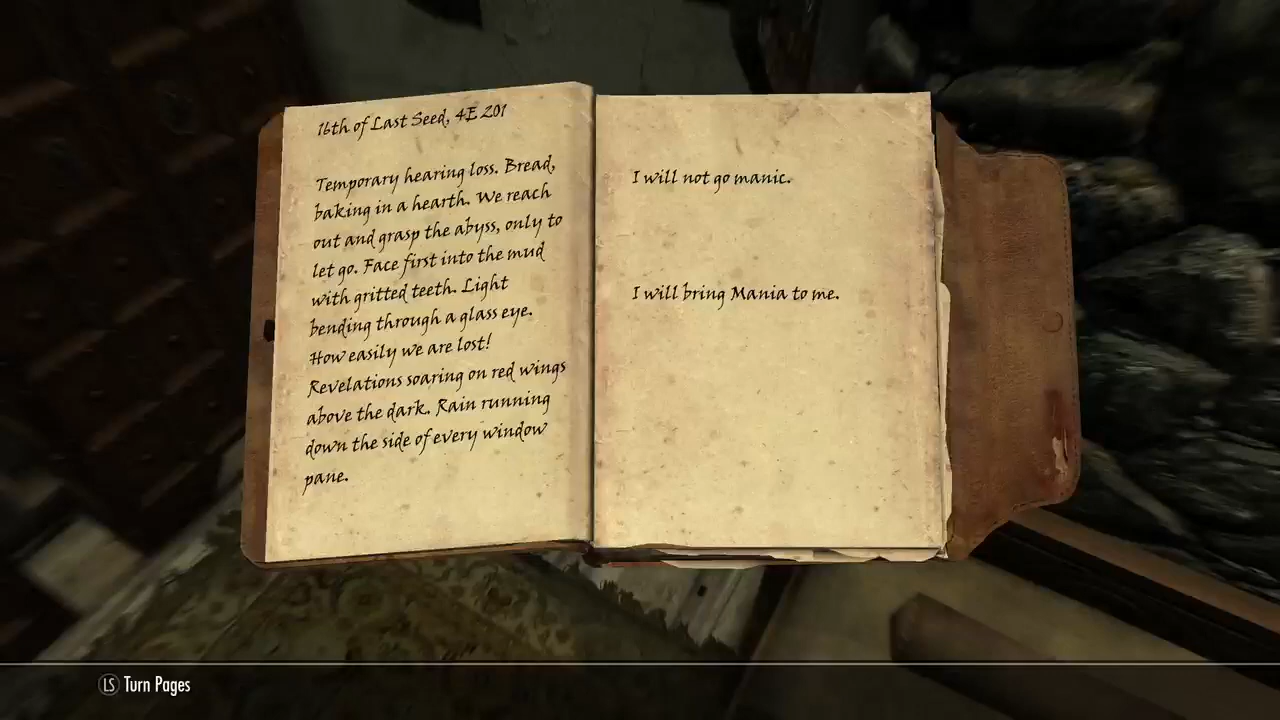 16th of Last Seed, 4E 201
Temporary hearing loss. Bread,
baking in a hearth. We reach
out and grasp the abyss, only to
let go. Face first into the mud
with gritted teeth. Light
bending through a glass eye.
How easily we are lost!
Revelations soaring on red wings
above the dark. Rain running
down the side of every window
pane.
I will not go manic.
I will bring Mania to me.
LS Turn Pages